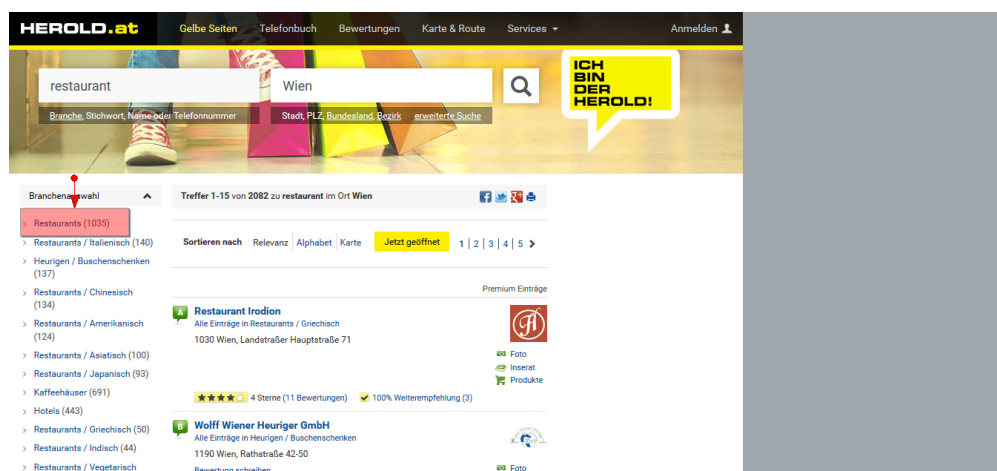 HEROLD.at
Gelbe Seiten Telefonbuch Bewertungen Karte & Route Services Anmelden
restaurant Wien
Branche, Stichwort, Name oder Telefonnummer Stadt, PLZ, Bundesland, Bezirk erweiterte Suche
ICH
BIN
DER
HEROLD!
Branchenauswahl
Restaurants (1035)
Restaurants / Italienisch (140)
Heurigen / Buschenschenken
(137)
Restaurants / Chinesisch
(134)
Restaurants / Amerikanisch
(124)
Restaurants / Asiatisch (100)
Restaurants / Japanisch (93)
Kaffeehäuser (691)
Hotels (443)
Restaurants / Griechisch (50)
Restaurants / Indisch (44)
Restaurants / Vegetarisch
Treffer 1-15 von 2082 zu restaurant im Ort Wien
Sortieren nach Relevanz | Alphabet | Karte Jetzt geöffnet 1 | 2 | 3 | 4 | 5
Premium Einträge
A Restaurant Irodion
Alle Einträge in Restaurants / Griechisch
1030 Wien, Landstraßer Hauptstraße 71
Foto
Inserat
Produkte
4 Sterne (11 Bewertungen) 100% Weiterempfehlung (3)
B Wolff Wiener Heuriger GmbH
Alle Einträge in Heurigen / Buschenschenken
1190 Wien, Rathstraße 42-50
Bewertung schreiben
Foto